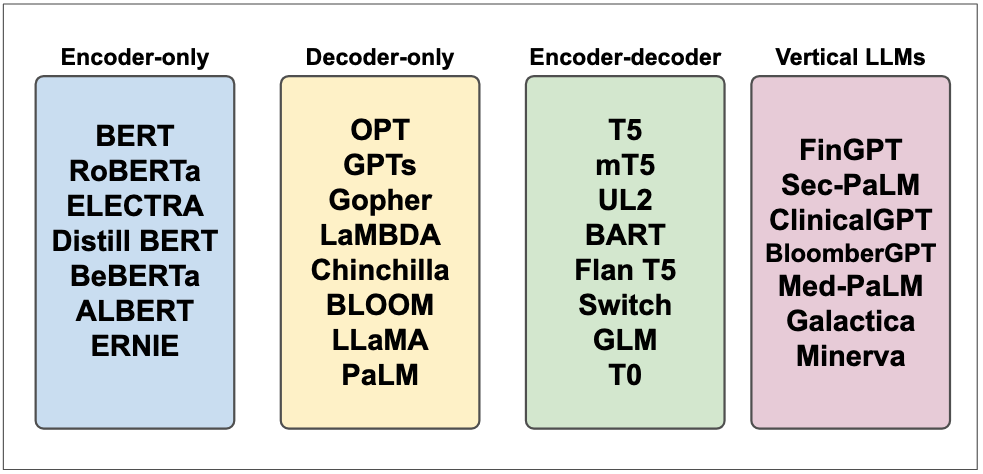 Encoder-only
BERT
RoBERTa
ELECTRA
Distill BERT
BeBERTa
ALBERT
ERNIE
Decoder-only
OPT
GPTs
Gopher
LaMBDA
Chinchilla
BLOOM
LLaMA
PaLM
Encoder-decoder
T5
mT5
UL2
BART
Flan T5
Switch
GLM
T0
Vertical LLMs
FinGPT
Sec-PaLM
ClinicalGPT
BloomberGPT
Med-PaLM
Galactica
Minerva